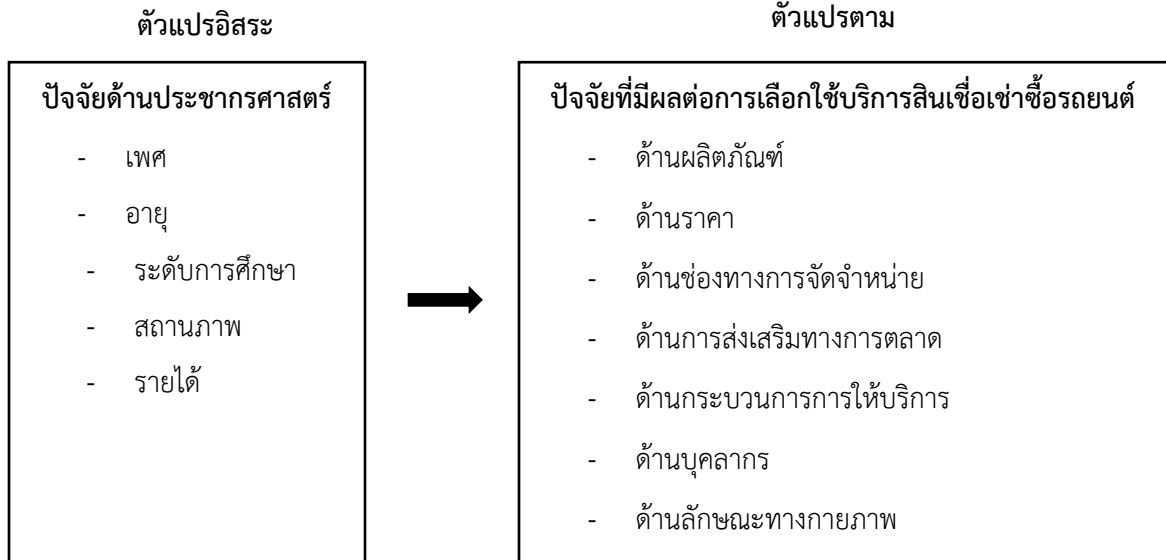 ตัวแปรอิสระ
ปัจจัยด้านประชากรศาสตร์
- เพศ
- อายุ
- ระดับการศึกษา
- สถานภาพ
- รายได้
ตัวแปรตาม
ปัจจัยที่มีผลต่อการเลือกใช้บริการสินเชื่อเช่าซื้อรถยนต์
- ด้านผลิตภัณฑ์
- ด้านราคา
- ด้านช่องทางการจัดจำหน่าย
- ด้านการส่งเสริมทางการตลาด
- ด้านกระบวนการการให้บริการ
- ด้านบุคลากร
- ด้านลักษณะทางกายภาพ